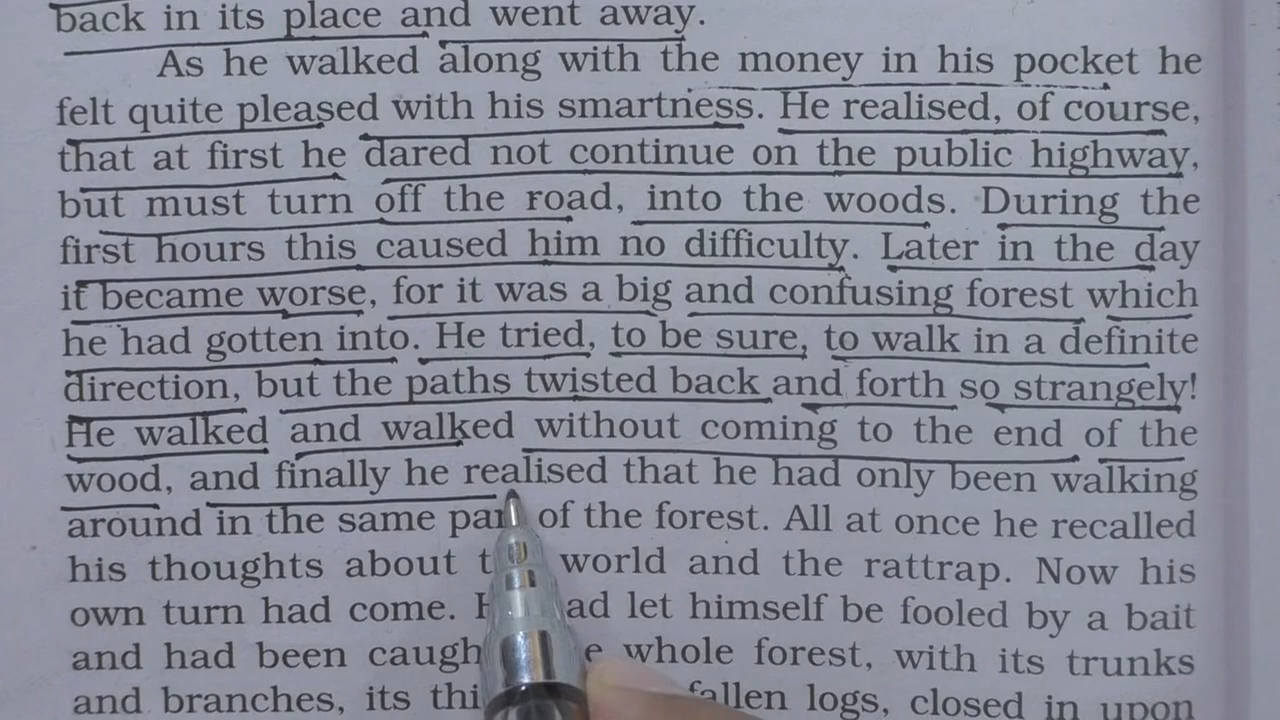 back in its place and went away.
As he walked along with the money in his pocket he
felt quite pleased with his smartness. He realised, of course,
that at first he dared not continue on the public highway,
but must turn off the road, into the woods. During the
first hours this caused him no difficulty. Later in the day
it became worse, for it was a big and confusing forest which
he had gotten into. He tried, to be sure, to walk in a definite
direction, but the paths twisted back and forth so strangely!
He walked and walked without coming to the end of the
wood, and finally he realised that he had only been walking
around in the same of the forest. All at once he recalled
his thoughts about world and the rattrap. Now his
own turn had come. let himself be fooled by a bait
and had been whole forest, with its trunks
and branches, its fallen logs, closed in upon